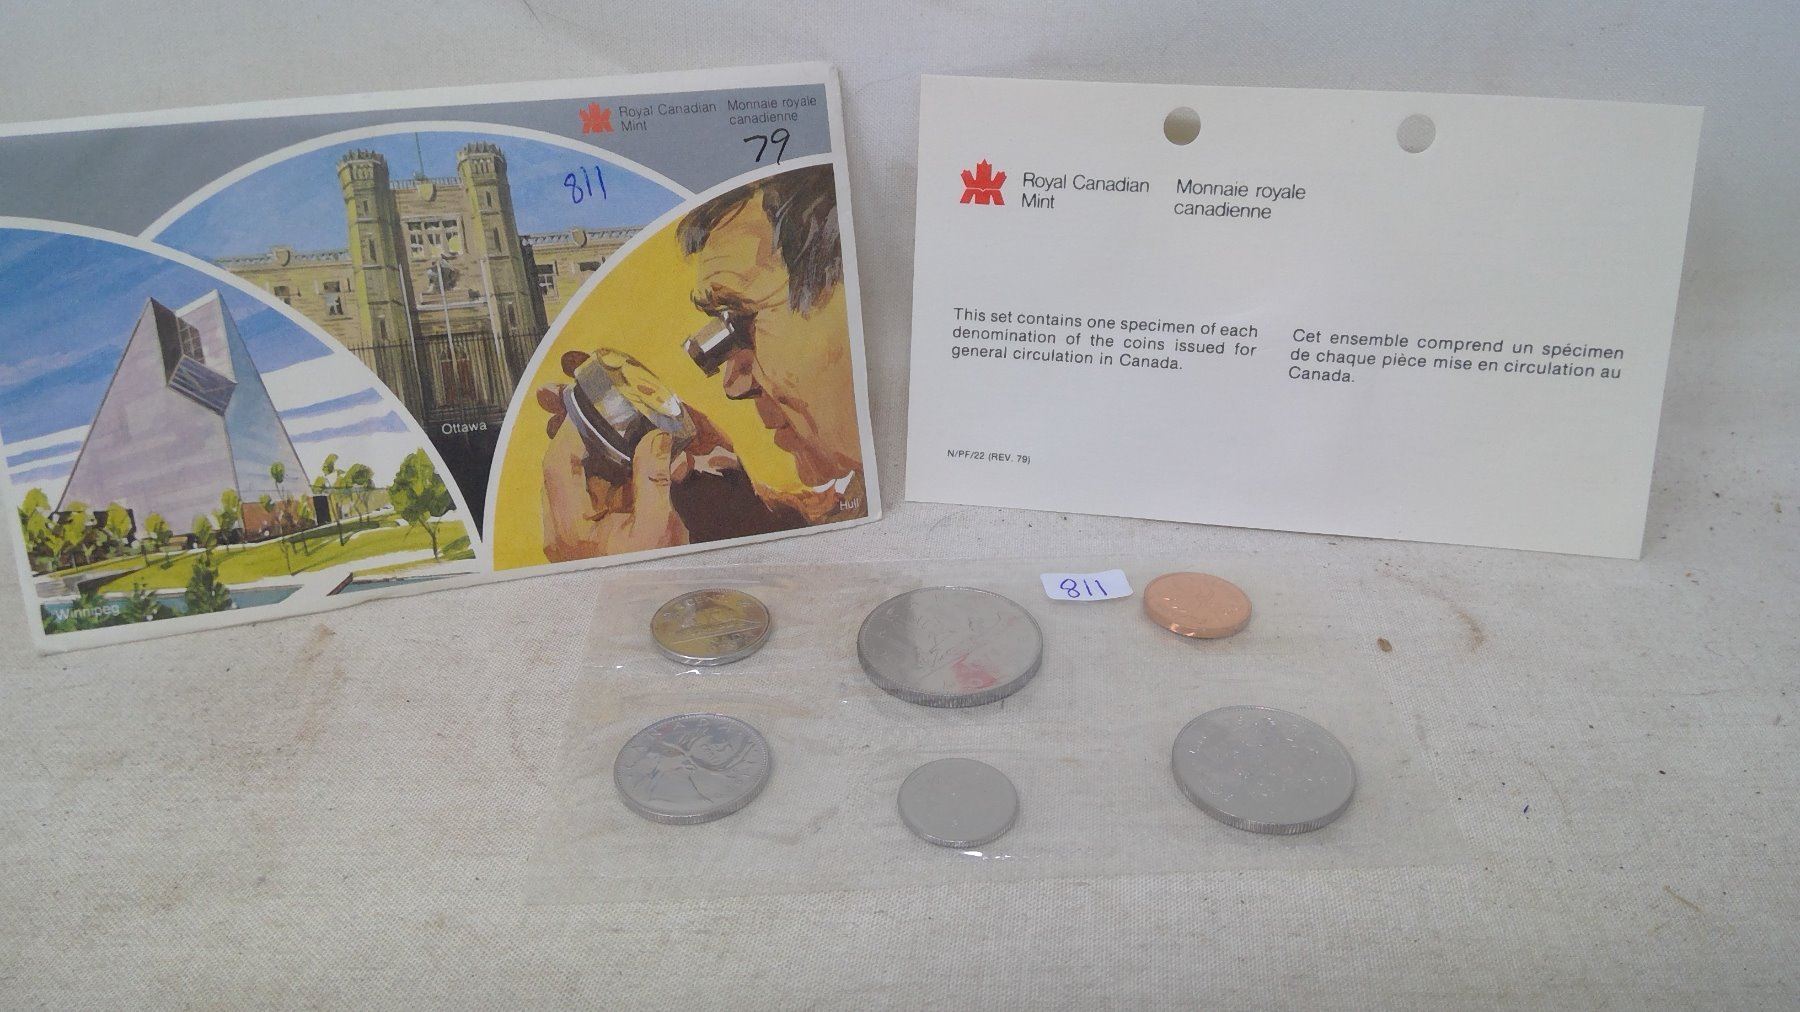 Royal Canadian Mint
Monnaie royale canadienne
79
811
Ottawa
Hull
Winnipeg
Royal Canadian
Mint
Monnaie royale
canadienne
This set contains one specimen of each
denomination of the coins issued for
general circulation in Canada.
Cet ensemble comprend un spécimen
de chaque pièce mise en circulation au
Canada.
N/PF/22 (REV. 79)
811